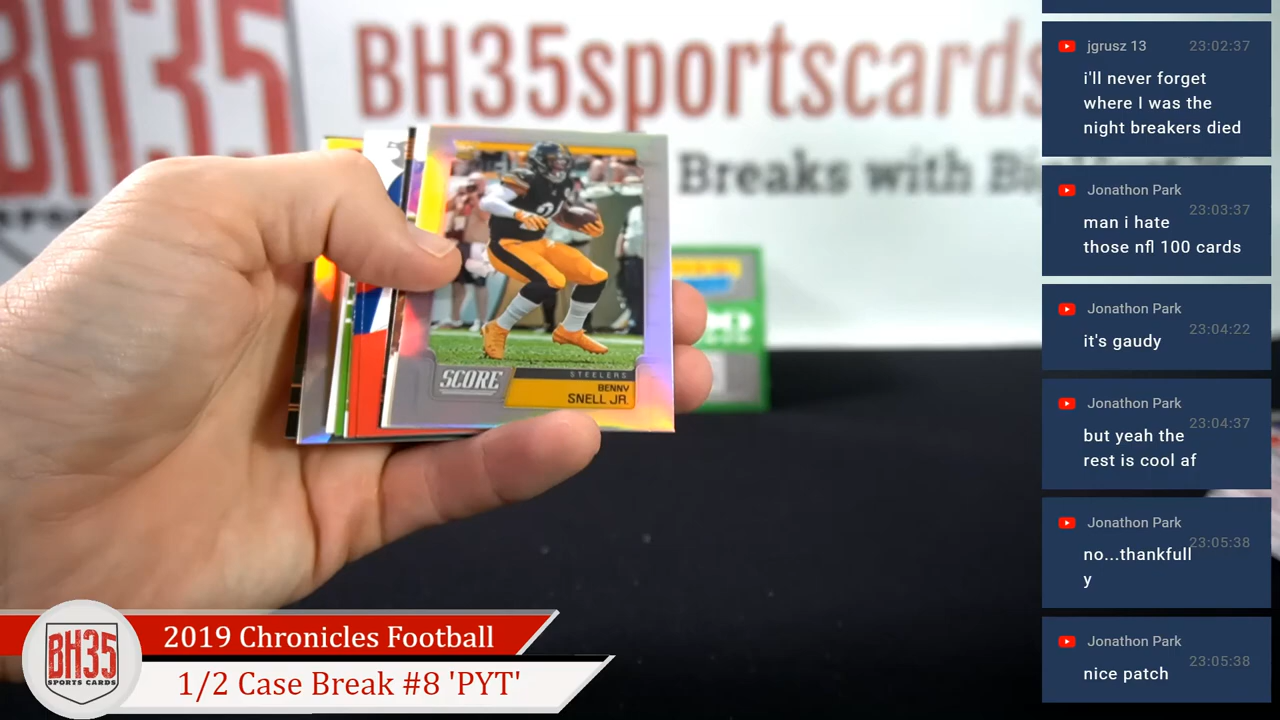 BH35
BH35sportscards
Breaks with Bi
STEELERS
BENNY
SNELL JR.
SCORE
jgrusz 13
23:02:37
i'll never forget
where I was the
night breakers died
Jonathon Park
23:03:37
man i hate
those nfl 100 cards
Jonathon Park
23:04:22
it's gaudy
Jonathon Park
23:04:37
but yeah the
rest is cool af
Jonathon Park
23:05:38
no...thankfull
y
Jonathon Park
23:05:38
nice patch
2019 Chronicles Football
1/2 Case Break #8 'PYT'
BH35
SPORTS CARDS